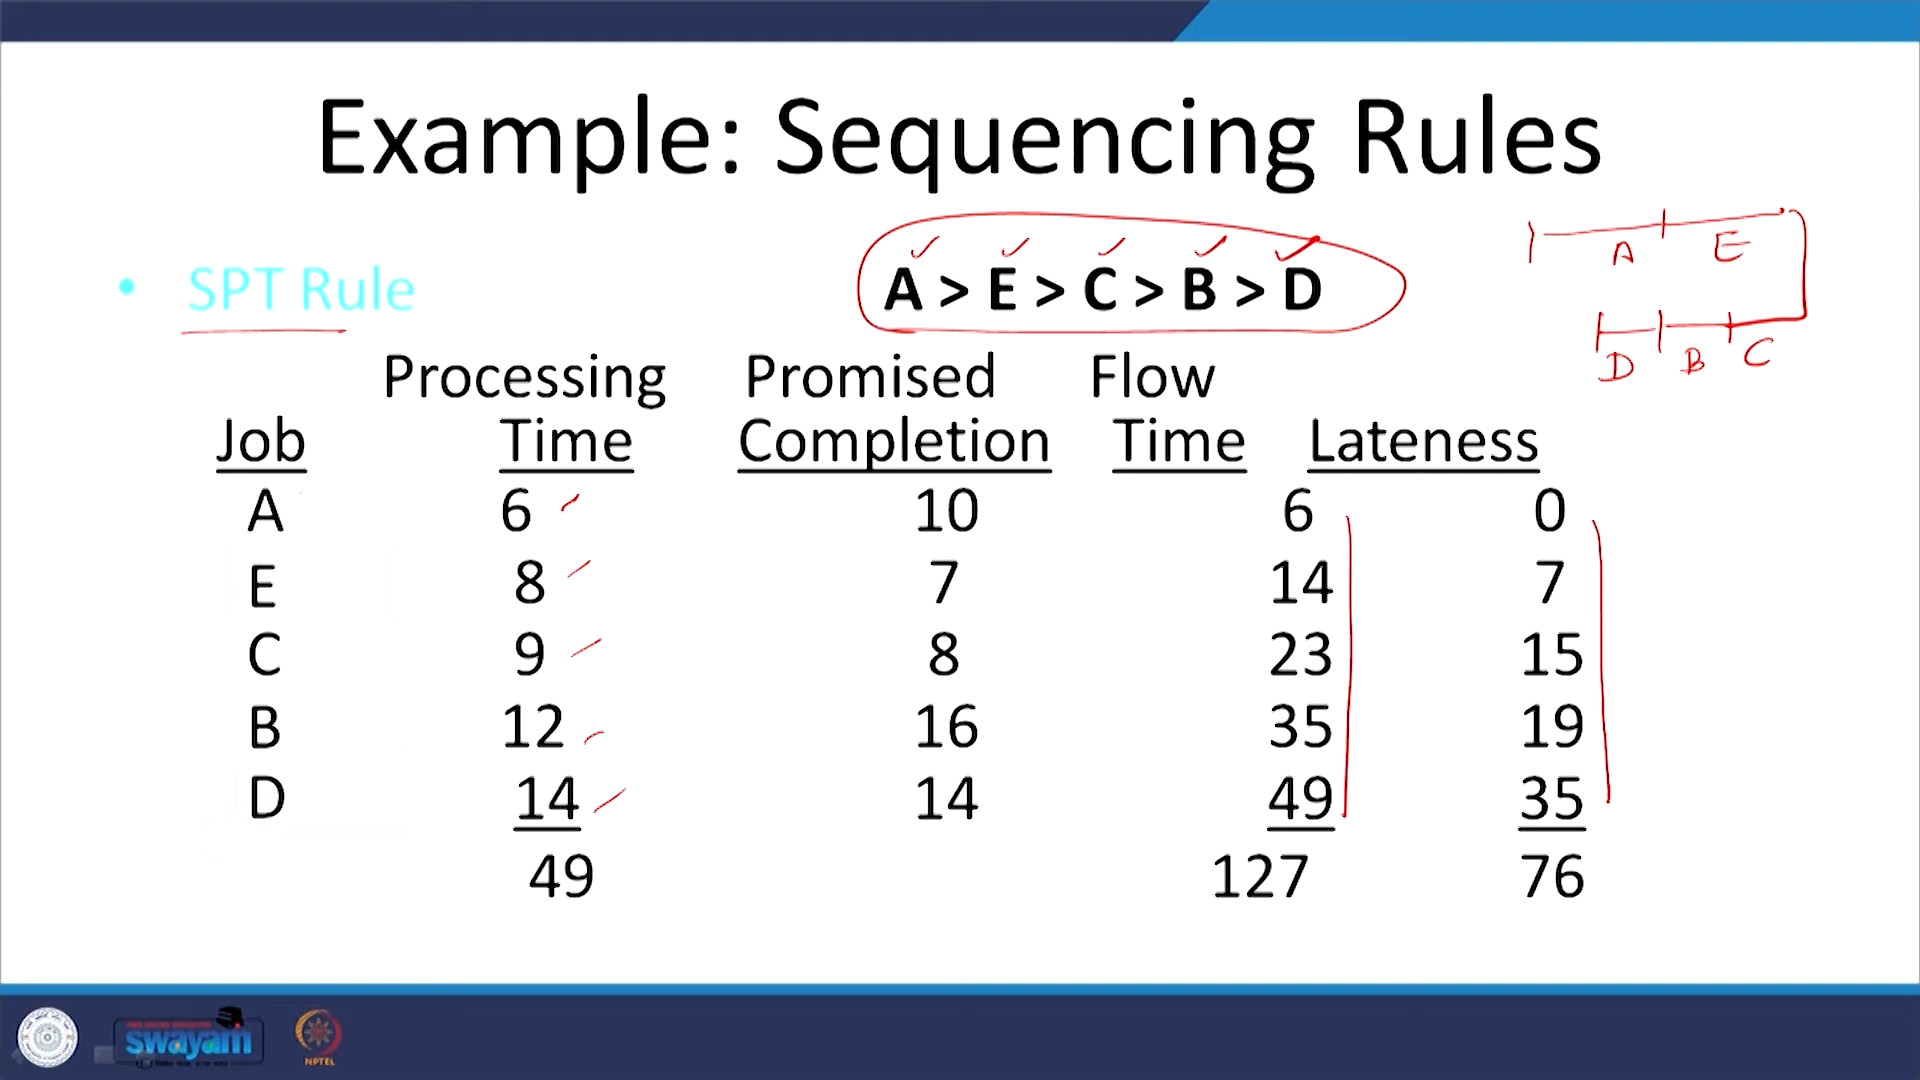 Example: Sequencing Rules
• SPT Rule A > E > C > B > D
A E
D B C
Processing Promised Flow
Job Time Completion Time Lateness
A 6 10 6 0
E 8 7 14 7
C 9 8 23 15
B 12 16 35 19
D 14 14 49 35
49 127 76
swayam
NPTEL